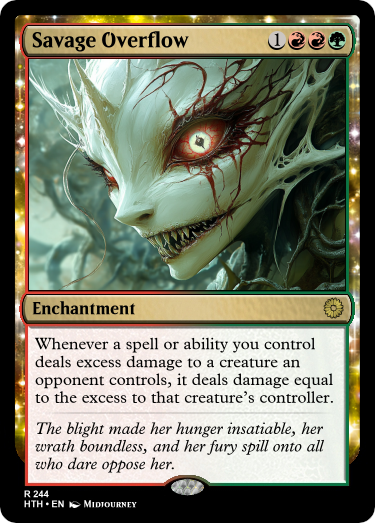 Savage Overflow 1
Enchantment
Whenever a spell or ability you control
deals excess damage to a creature an
opponent controls, it deals damage equal
to the excess to that creature's controller.
The blight made her hunger insatiable, her
wrath boundless, and her fury spill onto all
who dare oppose her.
R 244
HTH • EN Midjourney